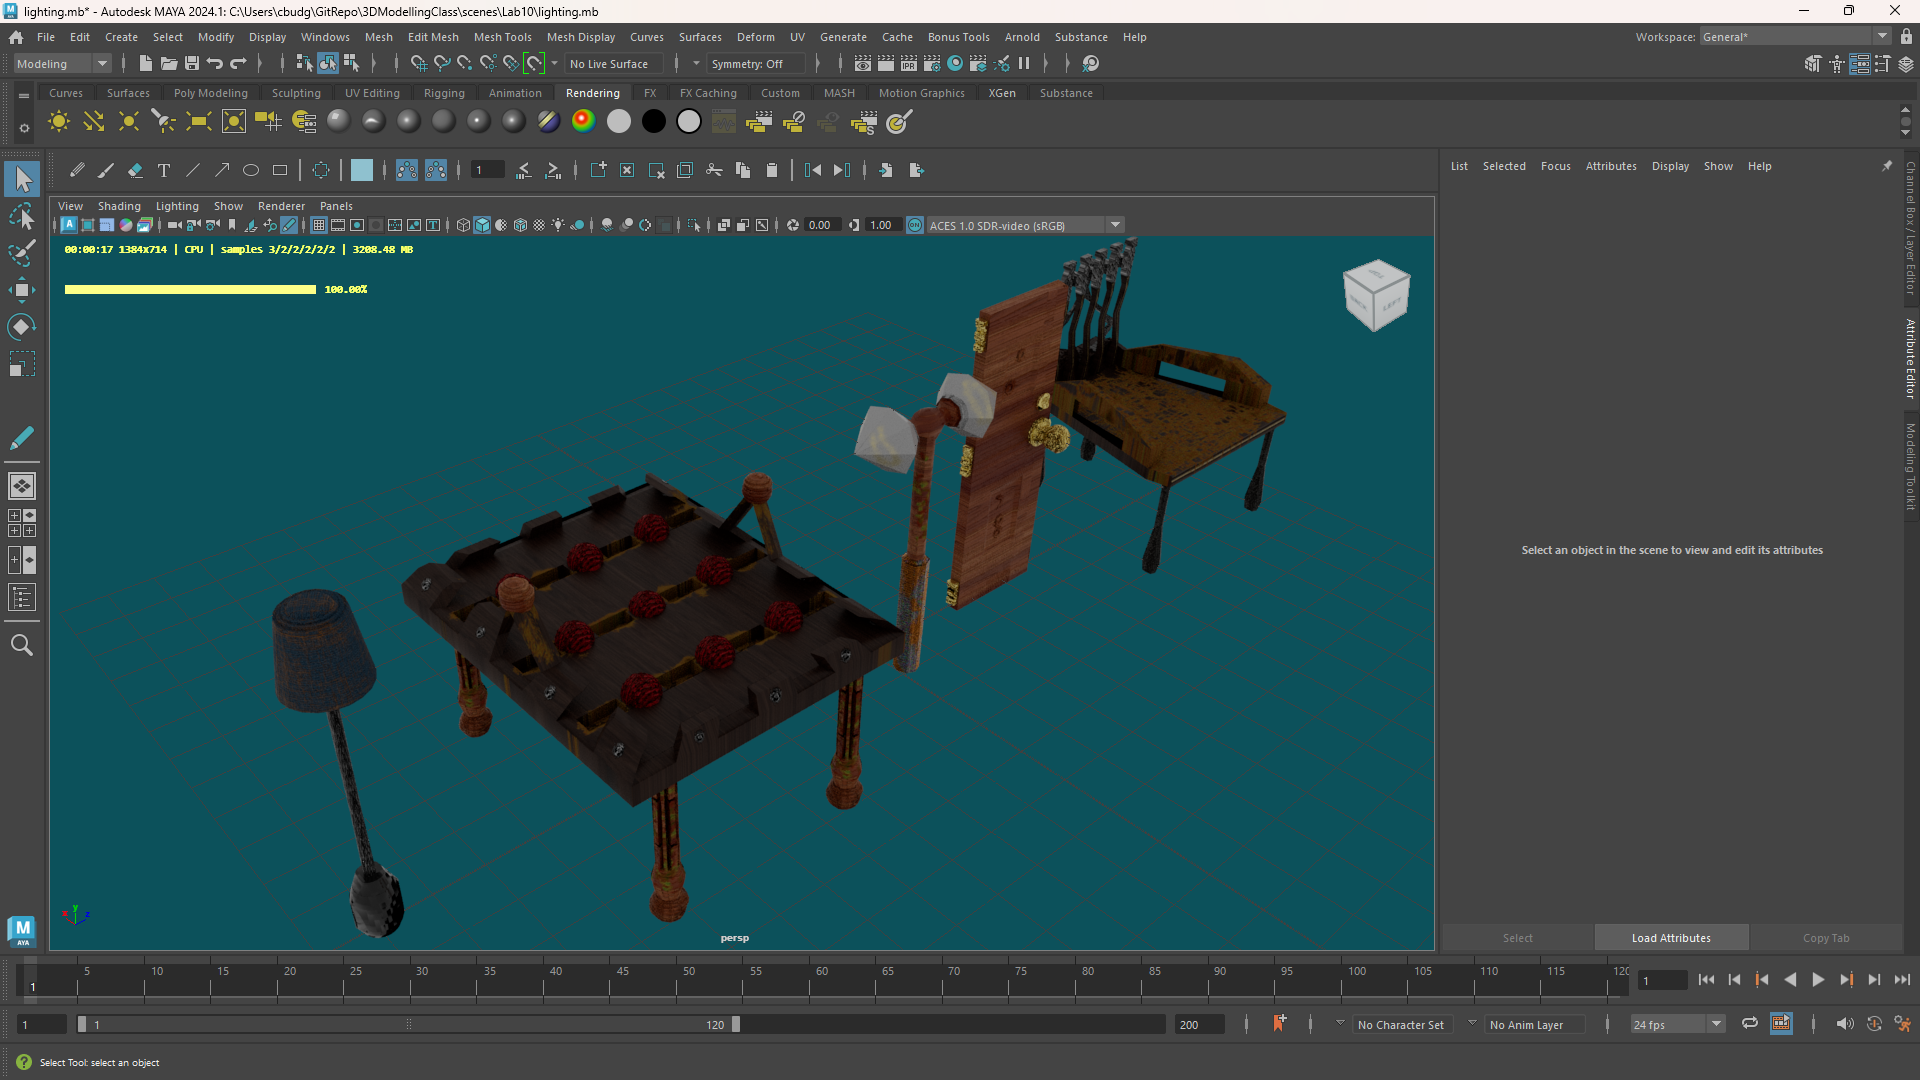 lighting.mb* - Autodesk MAYA 2024.1: C:\Users\cbudg\GitRepo\3DModellingClass\scenes\Lab10\lighting.mb
File Edit Create Select Modify Display Windows Mesh Edit Mesh Mesh Tools Mesh Display Curves Surfaces Deform UV Generate Cache Bonus Tools Arnold Substance Help
Workspace: General*
Modeling
No Live Surface
Symmetry: Off
IPR
Curves Surfaces Poly Modeling Sculpting UV Editing Rigging Animation Rendering FX FX Caching Custom MASH Motion Graphics XGen Substance
1
List Selected Focus Attributes Display Show Help
View Shading Lighting Show Renderer Panels
0.00 1.00 ON ACES 1.0 SDR-video (sRGB)
00:00:17 1384x714 | CPU | samples 3/2/2/2/2/2 | 3208.48 MB
100.00%
LEFT
Channel Box / Layer Editor
Attribute Editor
Modeling Toolkit
Select an object in the scene to view and edit its attributes
M
AYA
y
x
z
persp
Select Load Attributes Copy Tab
5 10 15 20 25 30 35 40 45 50 55 60 65 70 75 80 85 90 95 100 105 110 115 120
1
1
1 1 120 200 No Character Set No Anim Layer 24 fps
Select Tool: select an object